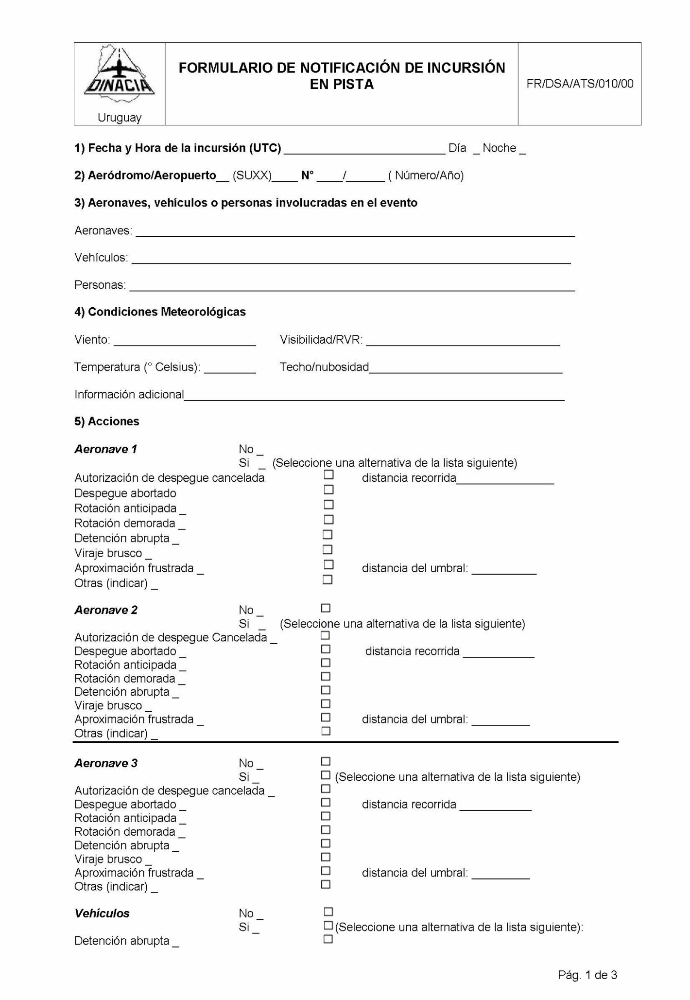 DINACIA
Uruguay
FORMULARIO DE NOTIFICACIÓN DE INCURSIÓN
EN PISTA
FR/DSA/ATS/010/00
1) Fecha y Hora de la incursión (UTC) _________________________ Día _ Noche _
2) Aeródromo/Aeropuerto__ (SUXX)____ N° ____/______ ( Número/Año)
3) Aeronaves, vehículos o personas involucradas en el evento
Aeronaves: ____________________________________________________________________
Vehículos: ____________________________________________________________________
Personas: _____________________________________________________________________
4) Condiciones Meteorológicas
Viento: ______________________ Visibilidad/RVR: ______________________________
Temperatura (° Celsius): ________ Techo/nubosidad______________________________
Información adicional___________________________________________________________
5) Acciones
Aeronave 1 No _
Si _ (Seleccione una alternativa de la lista siguiente)
Autorización de despegue cancelada ☐ distancia recorrida_______________
Despegue abortado ☐
Rotación anticipada _ ☐
Rotación demorada _ ☐
Detención abrupta _ ☐
Viraje brusco _ ☐
Aproximación frustrada _ ☐ distancia del umbral: __________
Otras (indicar) _ ☐
Aeronave 2 No _ ☐
Si _ (Seleccione una alternativa de la lista siguiente)
Autorización de despegue Cancelada _ ☐
Despegue abortado _ ☐ distancia recorrida ___________
Rotación anticipada _ ☐
Rotación demorada _ ☐
Detención abrupta _ ☐
Viraje brusco _ ☐
Aproximación frustrada _ ☐ distancia del umbral: _________
Otras (indicar) _ ☐
Aeronave 3 No _ ☐
Si _ ☐ (Seleccione una alternativa de la lista siguiente)
Autorización de despegue cancelada _ ☐
Despegue abortado _ ☐ distancia recorrida ___________
Rotación anticipada _ ☐
Rotación demorada _ ☐
Detención abrupta _ ☐
Viraje brusco _ ☐
Aproximación frustrada _ ☐ distancia del umbral: _________
Otras (indicar) _ ☐
Vehículos No _ ☐
Si _ ☐ (Seleccione una alternativa de la lista siguiente):
Detención abrupta _ ☐
Pág. 1 de 3